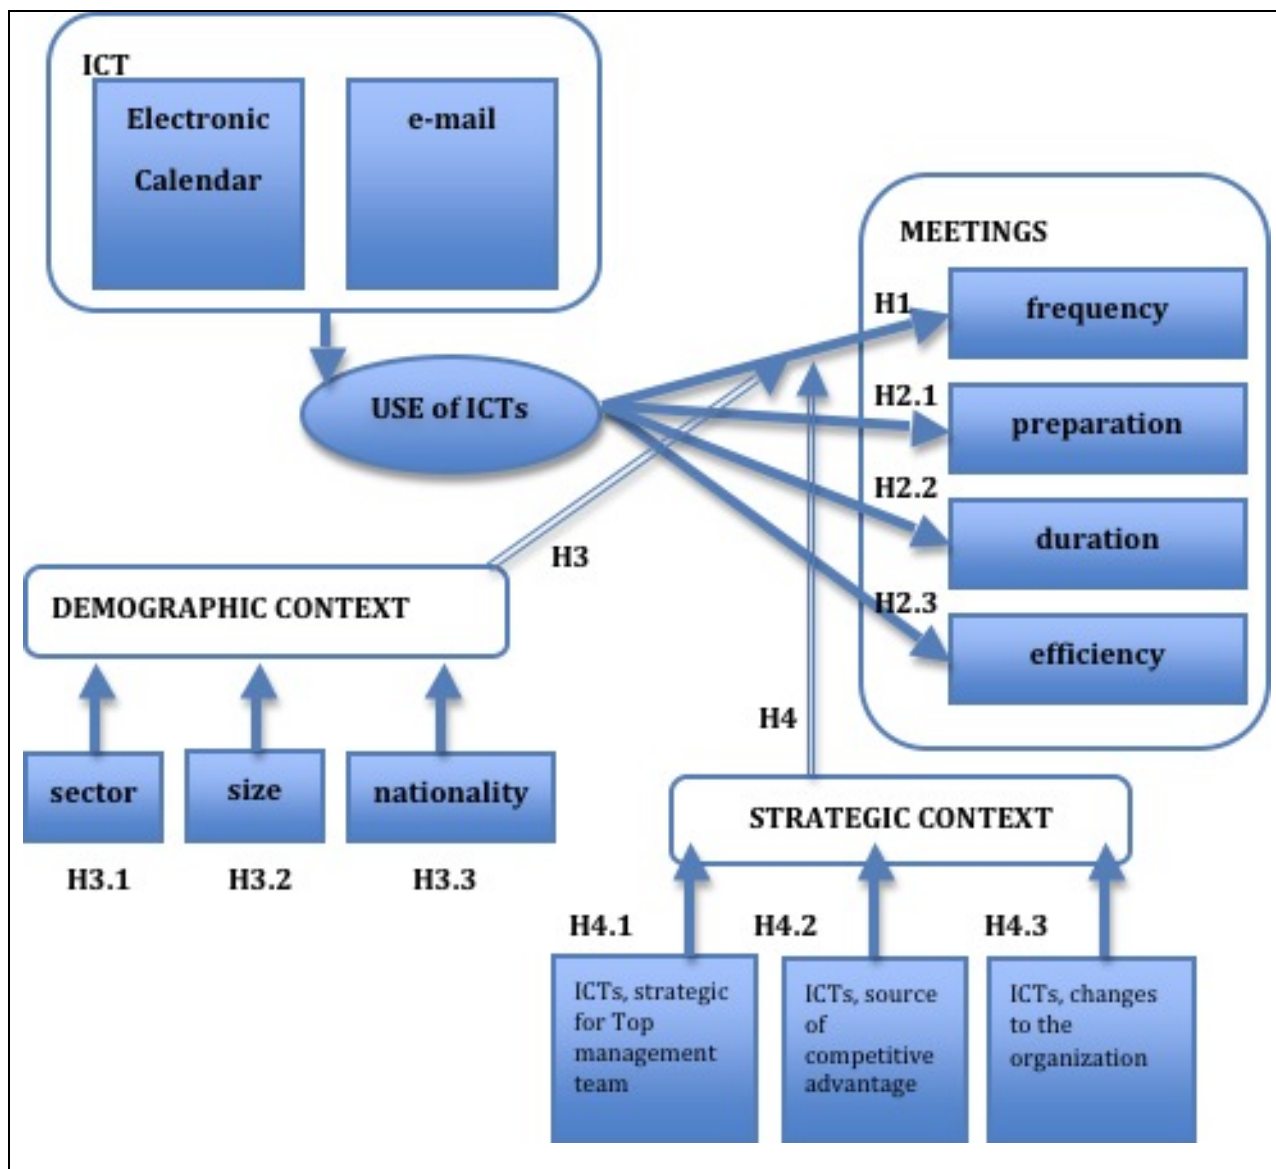 ICT
Electronic
Calendar
e-mail
MEETINGS
H1
frequency
USE of ICTs
H2.1
preparation
H2.2
duration
H3
H2.3
efficiency
DEMOGRAPHIC CONTEXT
H4
sector
size
nationality
STRATEGIC CONTEXT
H3.1
H3.2
H3.3
H4.1
H4.2
H4.3
ICTs, strategic
for Top
management
team
ICTs, source
of
competitive
advantage
ICTs, changes
to the
organization